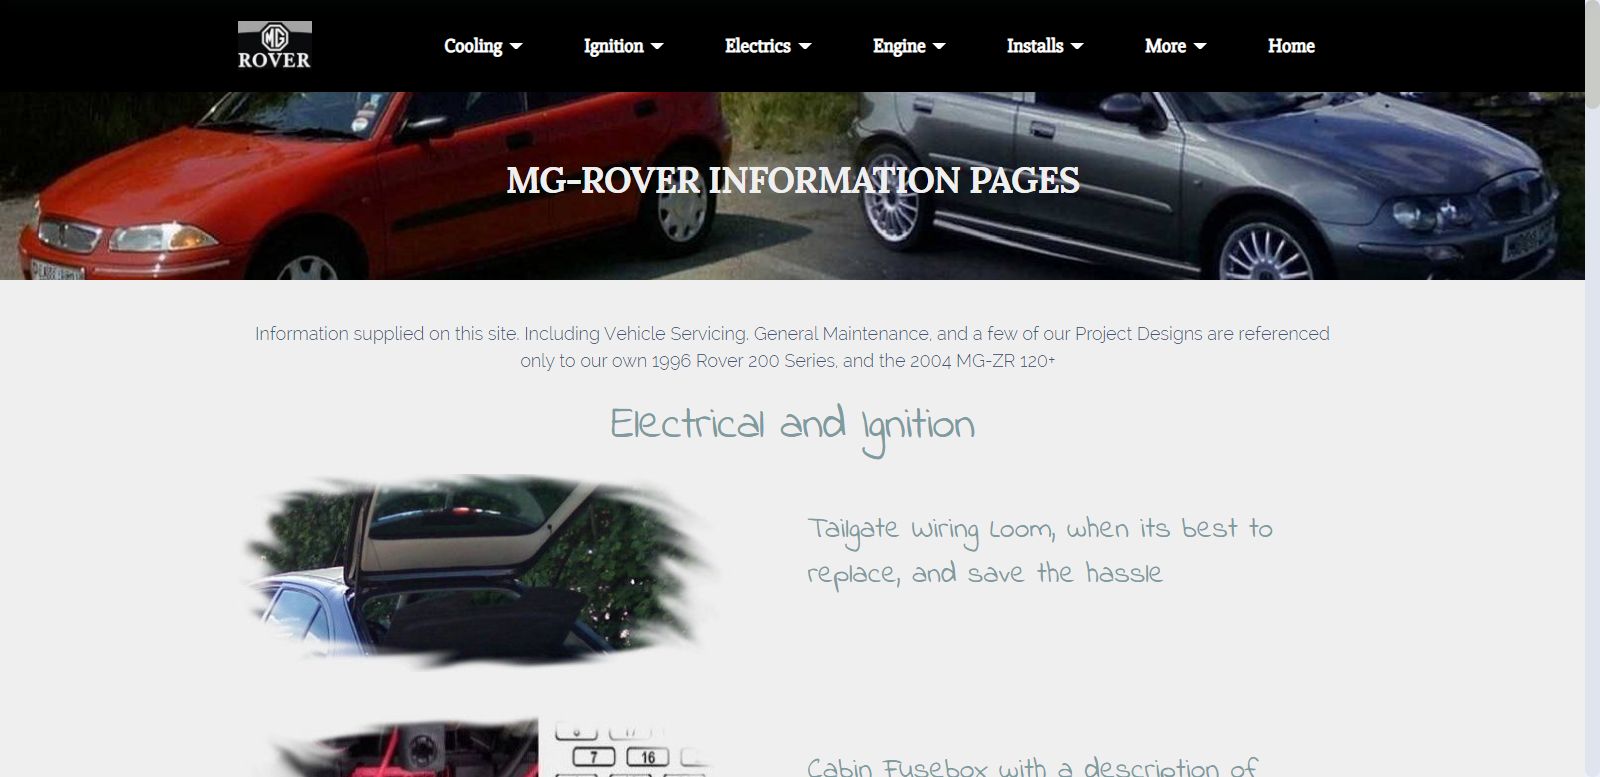 MG
ROVER
Cooling
Ignition
Electrics
Engine
Installs
More
Home
MG-ROVER INFORMATION PAGES
Information supplied on this site. Including Vehicle Servicing. General Maintenance, and a few of our Project Designs are referenced
only to our own 1996 Rover 200 Series, and the 2004 MG-ZR 120+
Electrical and Ignition
Tailgate Wiring Loom, when its best to
replace, and save the hassle
7 16
Cabin Fusebox with a description of